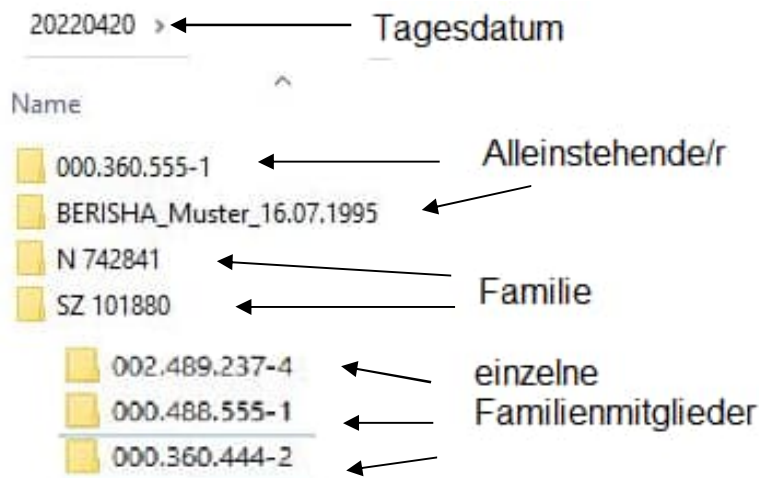 20220420 > Tagesdatum
Name
000.360.555-1 Alleinstehende/r
BERISHA_Muster_16.07.1995
N 742841
SZ 101880 Familie
002.489.237-4 einzelne
000.488.555-1 Familienmitglieder
000.360.444-2